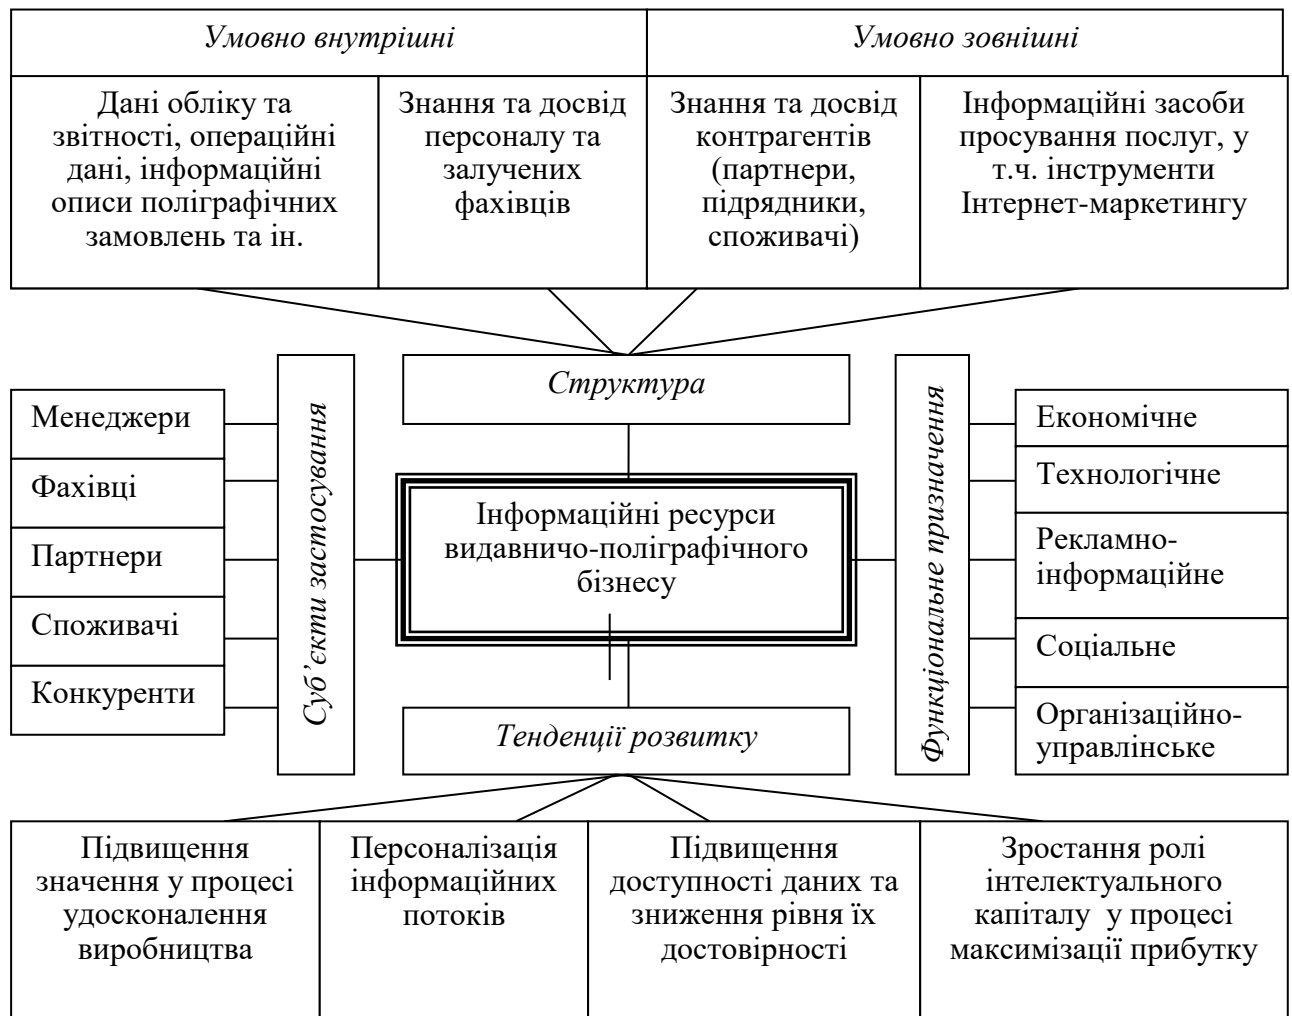 Умовно внутрішні
Умовно зовнішні
Дані обліку та
звітності, операційні
дані, інформаційні
описи поліграфічних
замовлень та ін.
Знання та досвід
персоналу та
залучених
фахівців
Знання та досвід
контрагентів
(партнери,
підрядники,
споживачі)
Інформаційні засоби
просування послуг, у
т.ч. інструменти
Інтернет-маркетингу
Структура
Менеджери
Фахівці
Партнери
Споживачі
Конкуренти
Суб’єкти застосування
Інформаційні ресурси
видавничо-поліграфічного
бізнесу
Функціональне призначення
Економічне
Технологічне
Рекламно-
інформаційне
Соціальне
Організаційно-
управлінське
Тенденції розвитку
Підвищення
значення у процесі
удосконалення
виробництва
Персоналізація
інформаційних
потоків
Підвищення
доступності даних та
зниження рівня їх
достовірності
Зростання ролі
інтелектуального
капіталу у процесі
максимізації прибутку